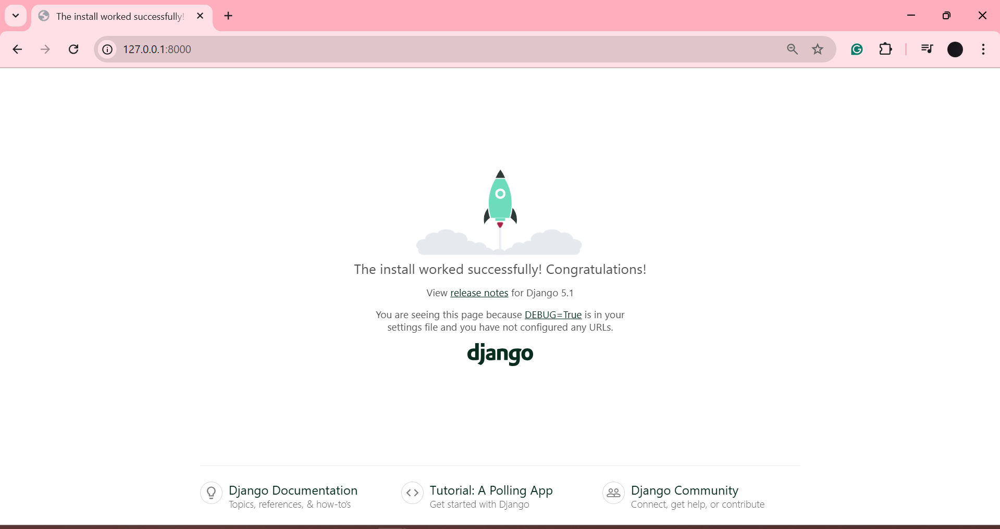 The install worked successfully!
127.0.0.1:8000
The install worked successfully! Congratulations!
View release notes for Django 5.1
You are seeing this page because DEBUG=True is in your
settings file and you have not configured any URLs.
django
Django Documentation
Topics, references, & how-to's
Tutorial: A Polling App
Get started with Django
Django Community
Connect, get help, or contribute